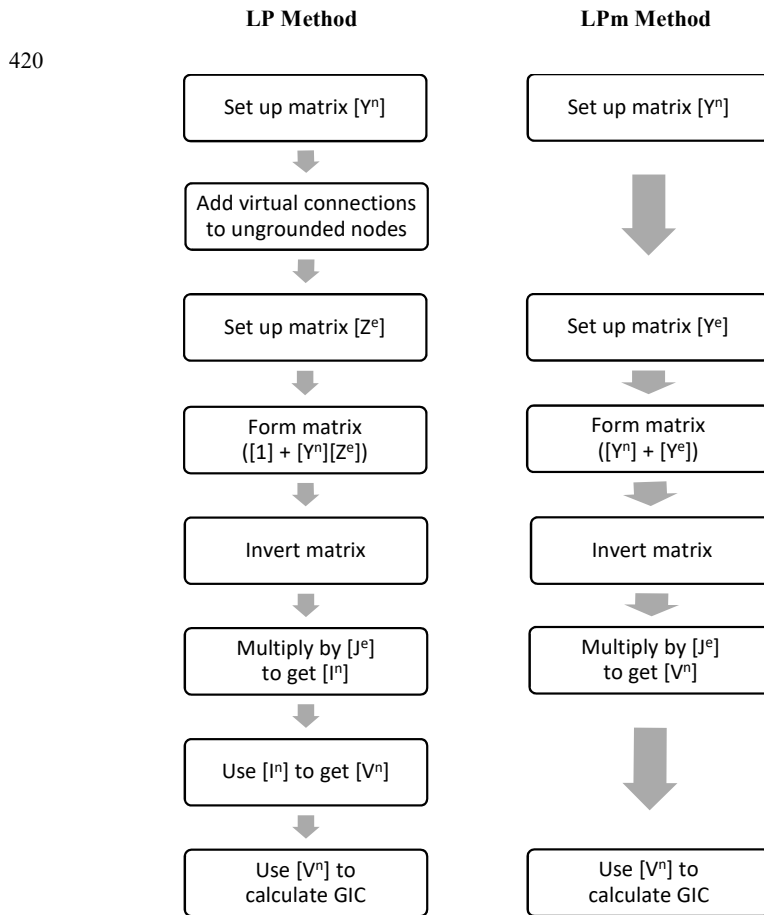 LP Method
LPm Method
420
Set up matrix [Yⁿ]
Set up matrix [Yⁿ]
Add virtual connections
to ungrounded nodes
Set up matrix [Zᵉ]
Set up matrix [Yᵉ]
Form matrix
([1] + [Yⁿ][Zᵉ])
Form matrix
([Yⁿ] + [Yᵉ])
Invert matrix
Invert matrix
Multiply by [Jᵉ]
to get [Iⁿ]
Multiply by [Jᵉ]
to get [Vⁿ]
Use [Iⁿ] to get [Vⁿ]
Use [Vⁿ] to
calculate GIC
Use [Vⁿ] to
calculate GIC